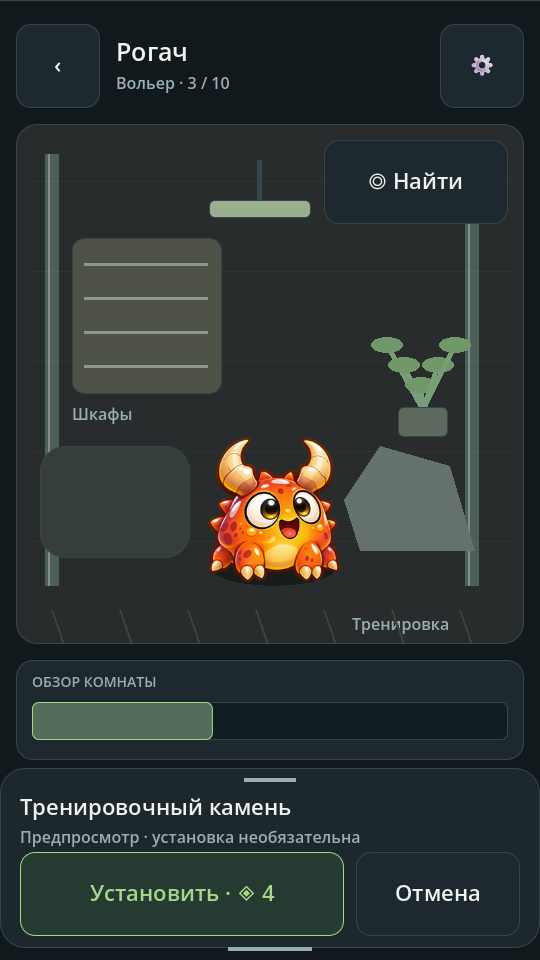 ‹
Рогач
Вольер · 3 / 10
◎ Найти
Шкафы
Тренировка
ОБЗОР КОМНАТЫ
Тренировочный камень
Предпросмотр · установка необязательна
Установить · ◈ 4
Отмена